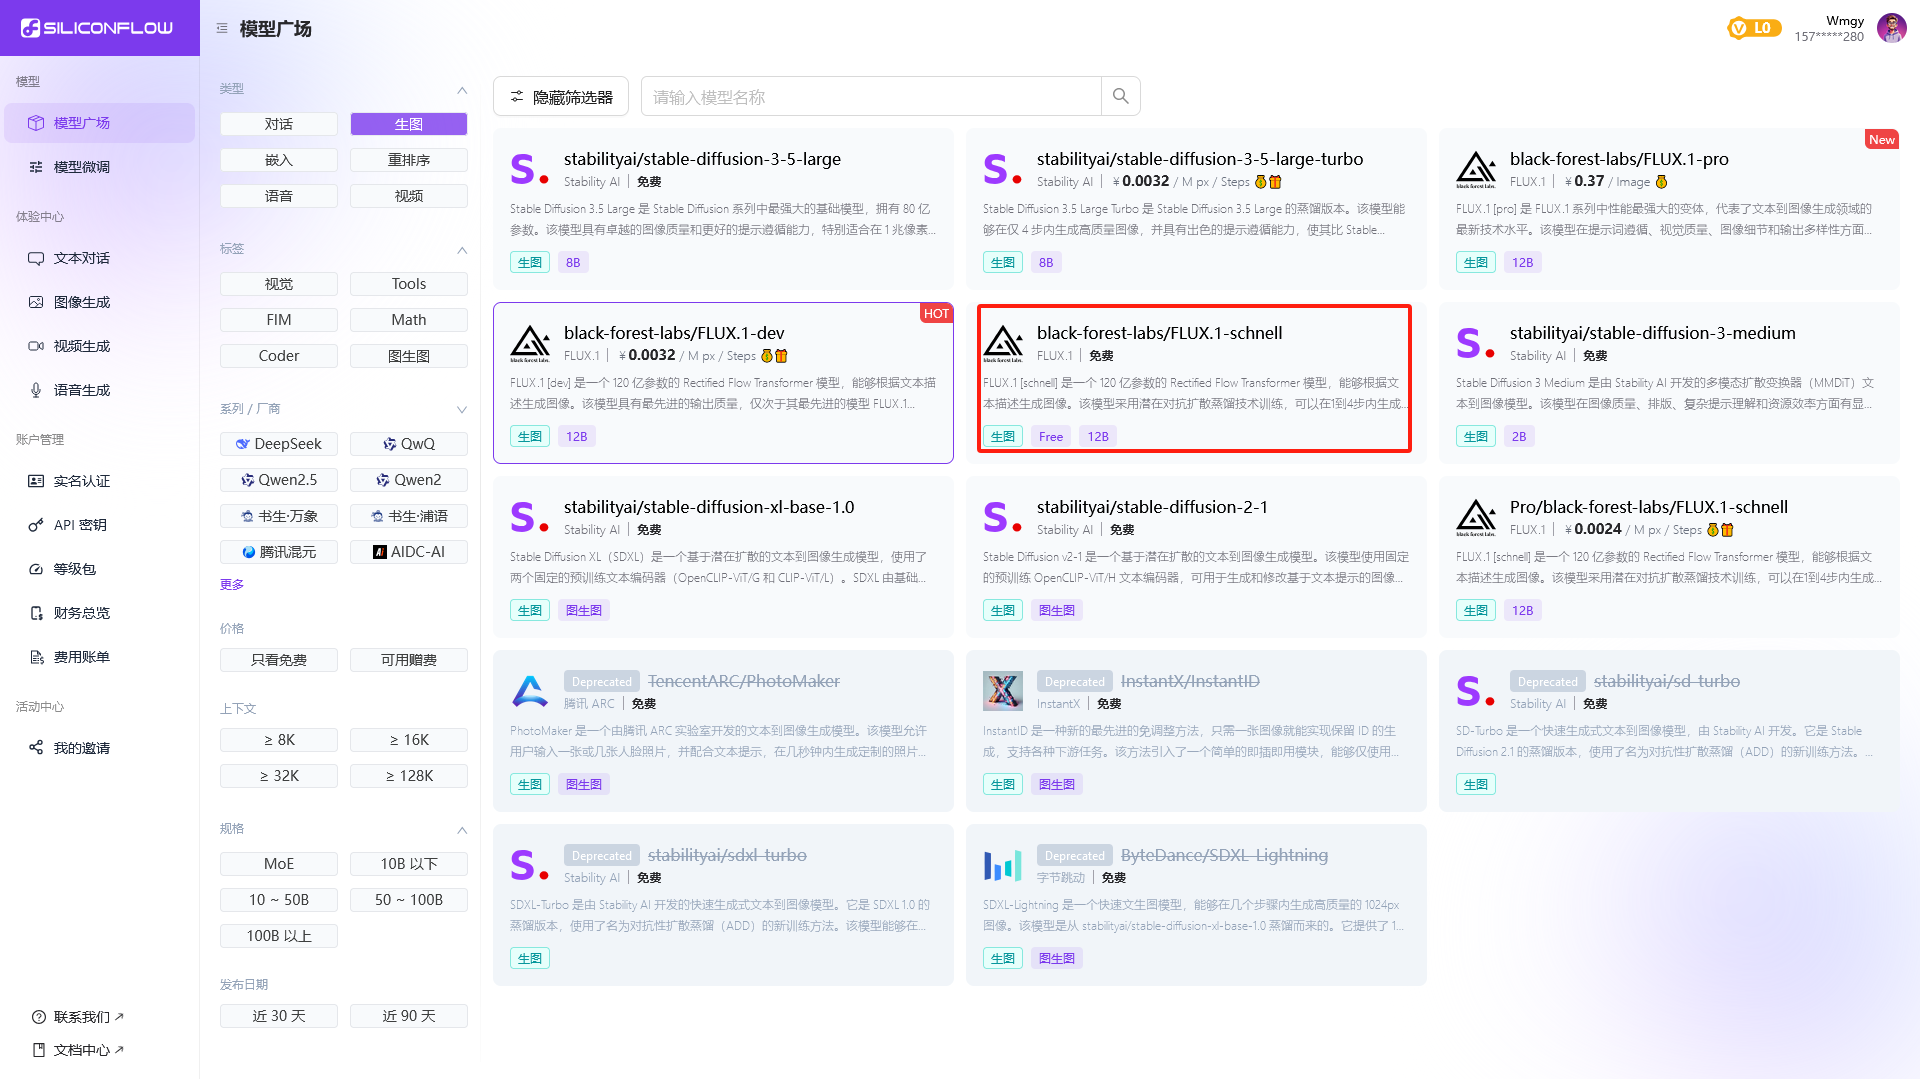 SILICONFLOW
模型广场
L0
Wmgy
157*****280
模型
模型广场
模型微调
体验中心
文本对话
图像生成
视频生成
语音生成
账户管理
实名认证
API 密钥
等级包
财务总览
费用账单
活动中心
我的邀请
联系我们
文档中心
类型
对话
生图
嵌入
重排序
语音
视频
标签
视觉
Tools
FIM
Math
Coder
图生图
系列 / 厂商
DeepSeek
QwQ
Qwen2.5
Qwen2
书生·万象
书生·浦语
腾讯混元
AIDC-AI
更多
价格
只看免费
可用赠费
上下文
≥ 8K
≥ 16K
≥ 32K
≥ 128K
规格
MoE
10B 以下
10 ~ 50B
50 ~ 100B
100B 以上
发布日期
近 30 天
近 90 天
隐藏筛选器
请输入模型名称
stabilityai/stable-diffusion-3-5-large
Stability AI | 免费
Stable Diffusion 3.5 Large 是 Stable Diffusion 系列中最强大的基础模型，拥有 80 亿
参数。该模型具有卓越的图像质量和更好的提示遵循能力，特别适合在 1 兆像素...
生图 8B
stabilityai/stable-diffusion-3-5-large-turbo
Stability AI | ￥0.0032 / M px / Steps
Stable Diffusion 3.5 Large Turbo 是 Stable Diffusion 3.5 Large 的蒸馏版本。该模型能
够在仅 4 步内生成高质量图像，并具有出色的提示遵循能力，使其比 Stable...
生图 8B
New
black-forest-labs/FLUX.1-pro
black forest labs.
FLUX.1 | ￥0.37 / Image
FLUX.1 [pro] 是 FLUX.1 系列中性能最强大的变体，代表了文本到图像生成领域的
最新技术水平。该模型在提示词遵循、视觉质量、图像细节和输出多样性方面...
生图 12B
HOT
black-forest-labs/FLUX.1-dev
black forest labs.
FLUX.1 | ￥0.0032 / M px / Steps
FLUX.1 [dev] 是一个 120 亿参数的 Rectified Flow Transformer 模型，能够根据文本描
述生成图像。该模型具有最先进的输出质量，仅次于其最先进的模型 FLUX.1...
生图 12B
black-forest-labs/FLUX.1-schnell
black forest labs.
FLUX.1 | 免费
FLUX.1 [schnell] 是一个 120 亿参数的 Rectified Flow Transformer 模型，能够根据文
本描述生成图像。该模型采用潜在对抗扩散蒸馏技术训练，可以在1到4步内生成...
生图 Free 12B
stabilityai/stable-diffusion-3-medium
Stability AI | 免费
Stable Diffusion 3 Medium 是由 Stability AI 开发的多模态扩散变换器（MMDiT）文
本到图像模型。该模型在图像质量、排版、复杂提示理解和资源效率方面有显...
生图 2B
stabilityai/stable-diffusion-xl-base-1.0
Stability AI | 免费
Stable Diffusion XL（SDXL）是一个基于潜在扩散的文本到图像生成模型，使用了
两个固定的预训练文本编码器（OpenCLIP-ViT/G 和 CLIP-ViT/L）。SDXL 由基础...
生图 图生图
stabilityai/stable-diffusion-2-1
Stability AI | 免费
Stable Diffusion v2-1 是一个基于潜在扩散的文本到图像生成模型。该模型使用固定
的预训练 OpenCLIP-ViT/H 文本编码器，可用于生成和修改基于文本提示的图像...
生图 图生图
Pro/black-forest-labs/FLUX.1-schnell
black forest labs.
FLUX.1 | ￥0.0024 / M px / Steps
FLUX.1 [schnell] 是一个 120 亿参数的 Rectified Flow Transformer 模型，能够根据文
本描述生成图像。该模型采用潜在对抗扩散蒸馏技术训练，可以在1到4步内生成...
生图 12B
Deprecated TencentARC/PhotoMaker
腾讯 ARC | 免费
PhotoMaker 是一个由腾讯 ARC 实验室开发的文本到图像生成模型。该模型允许
用户输入一张或几张人脸照片，并配合文本提示，在几秒钟内生成定制的照片...
生图 图生图
Deprecated InstantX/InstantID
InstantX | 免费
InstantID 是一种新的最先进的免调整方法，只需一张图像就能实现保留 ID 的生
成，支持各种下游任务。该方法引入了一个简单的即插即用模块，能够仅使用...
生图 图生图
Deprecated stabilityai/sd-turbo
Stability AI | 免费
SD-Turbo 是一个快速生成式文本到图像模型，由 Stability AI 开发。它是 Stable
Diffusion 2.1 的蒸馏版本，使用了名为对抗性扩散蒸馏（ADD）的新训练方法。...
生图
Deprecated stabilityai/sdxl-turbo
Stability AI | 免费
SDXL-Turbo 是由 Stability AI 开发的快速生成式文本到图像模型。它是 SDXL 1.0 的
蒸馏版本，使用了名为对抗性扩散蒸馏（ADD）的新训练方法。该模型能够在...
生图
Deprecated ByteDance/SDXL-Lightning
字节跳动 | 免费
SDXL-Lightning 是一个快速文生图模型，能够在几个步骤内生成高质量的 1024px
图像。该模型是从 stabilityai/stable-diffusion-xl-base-1.0 蒸馏而来的。它提供了 1...
生图 图生图